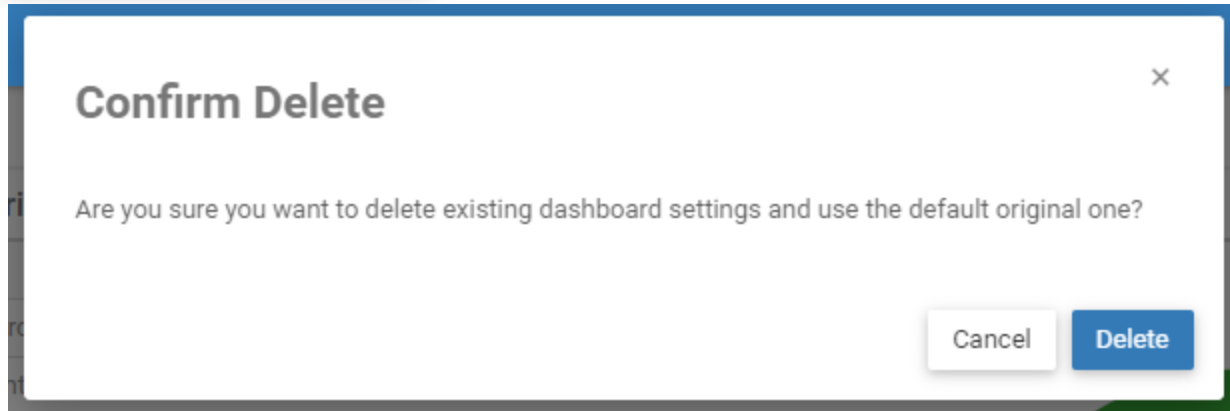 Confirm Delete
×
Are you sure you want to delete existing dashboard settings and use the default original one?
Cancel
Delete